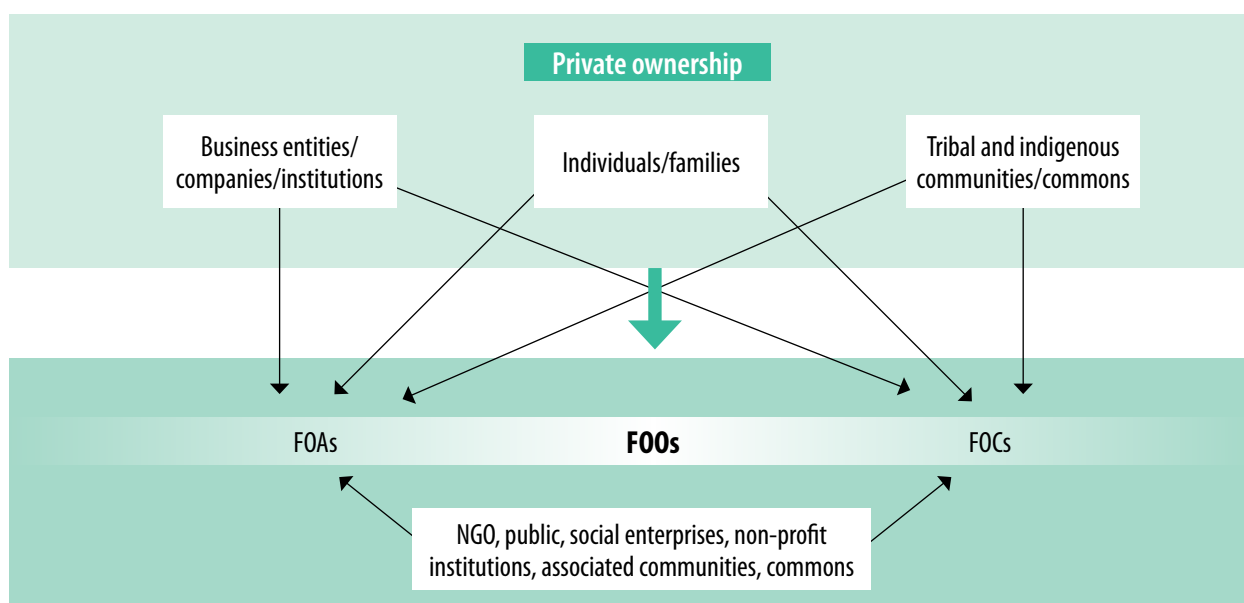 Private ownership
Business entities/
companies/institutions
Individuals/families
Tribal and indigenous
communities/commons
FOAs
FOOs
FOCs
NGO, public, social enterprises, non-profit
institutions, associated communities, commons